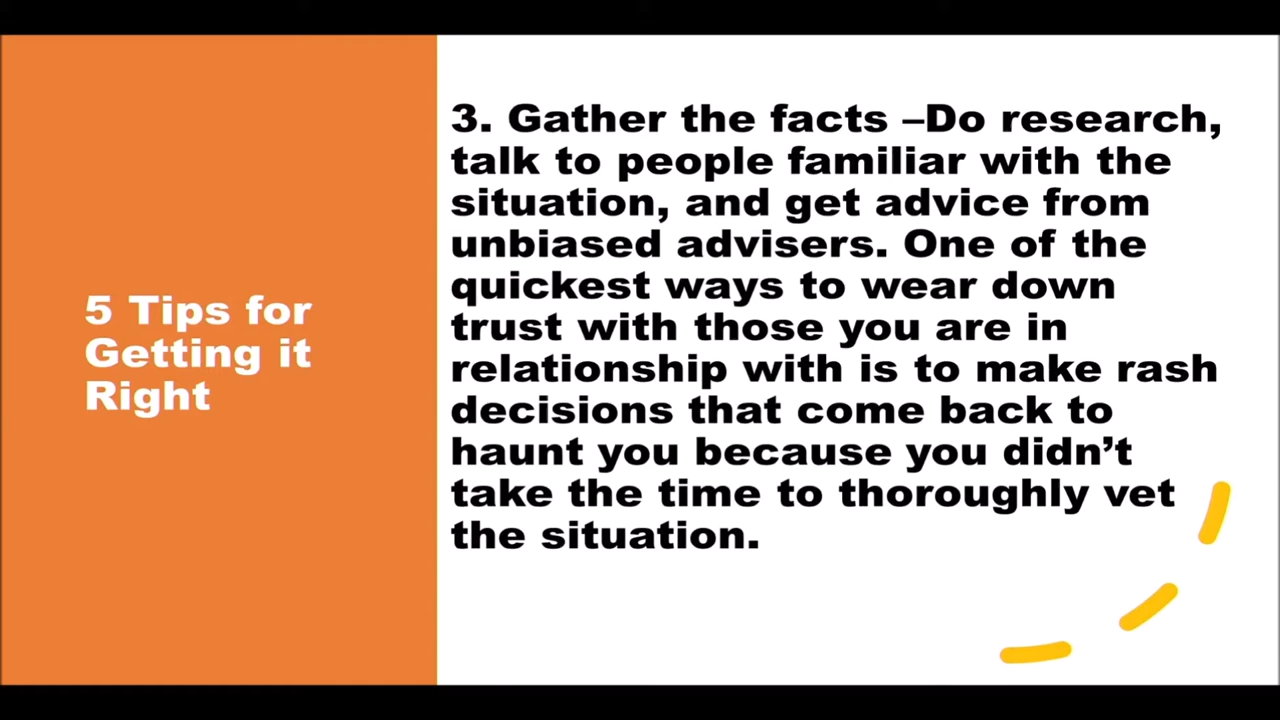 5 Tips for
Getting it
Right
3. Gather the facts –Do research,
talk to people familiar with the
situation, and get advice from
unbiased advisers. One of the
quickest ways to wear down
trust with those you are in
relationship with is to make rash
decisions that come back to
haunt you because you didn’t
take the time to thoroughly vet
the situation.